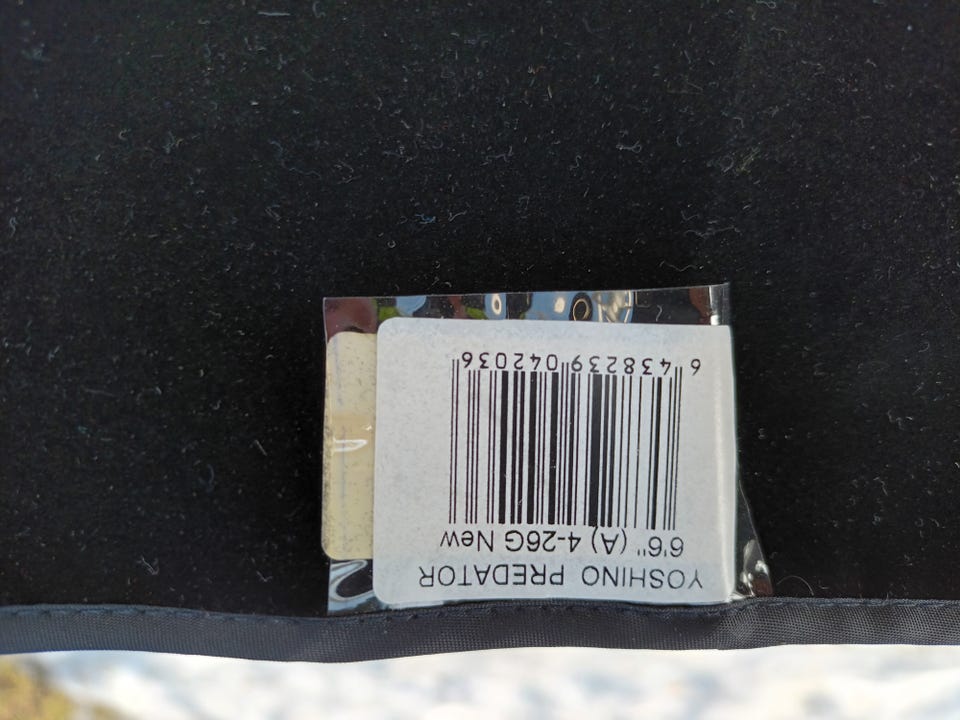 YOSHINO PREDATOR
6'6" (A) 4-26G New
6 438239 042036